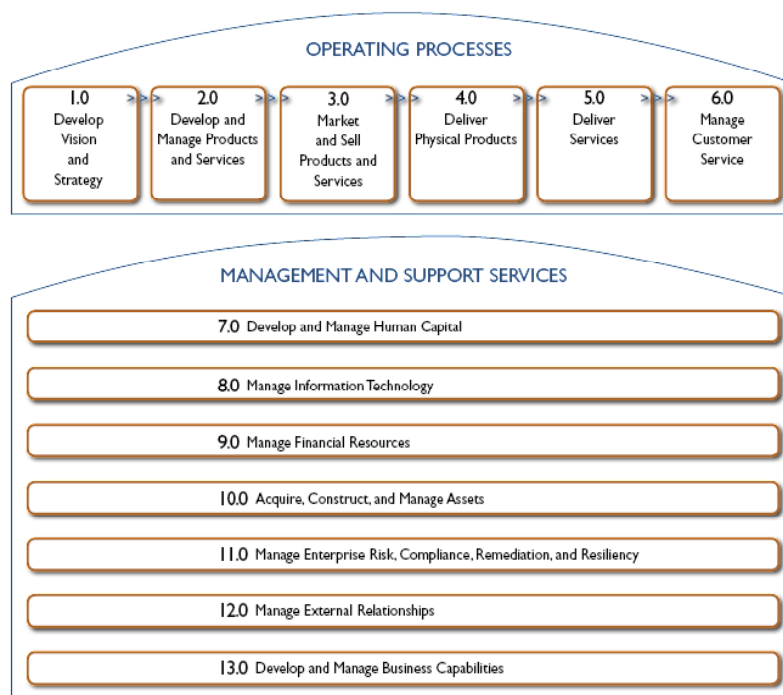 OPERATING PROCESSES
1.0 >>> 2.0 >>> 3.0 >>> 4.0 >>> 5.0 >>> 6.0
Develop
Vision
and
Strategy
Develop and
Manage Products
and Services
Market
and Sell
Products and
Services
Deliver
Physical Products
Deliver
Services
Manage
Customer
Service
MANAGEMENT AND SUPPORT SERVICES
7.0 Develop and Manage Human Capital
8.0 Manage Information Technology
9.0 Manage Financial Resources
10.0 Acquire, Construct, and Manage Assets
11.0 Manage Enterprise Risk, Compliance, Remediation, and Resiliency
12.0 Manage External Relationships
13.0 Develop and Manage Business Capabilities